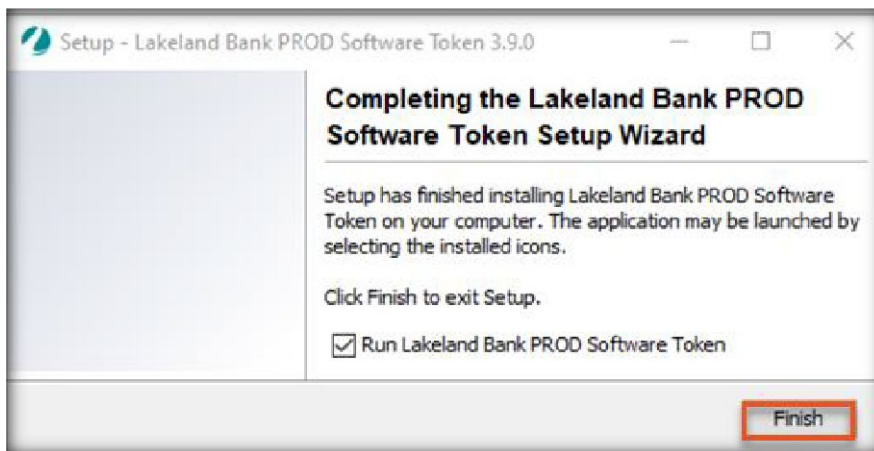 Setup - Lakeland Bank PROD Software Token 3.9.0
Completing the Lakeland Bank PROD
Software Token Setup Wizard
Setup has finished installing Lakeland Bank PROD Software
Token on your computer. The application may be launched by
selecting the installed icons.
Click Finish to exit Setup.
Run Lakeland Bank PROD Software Token
Finish